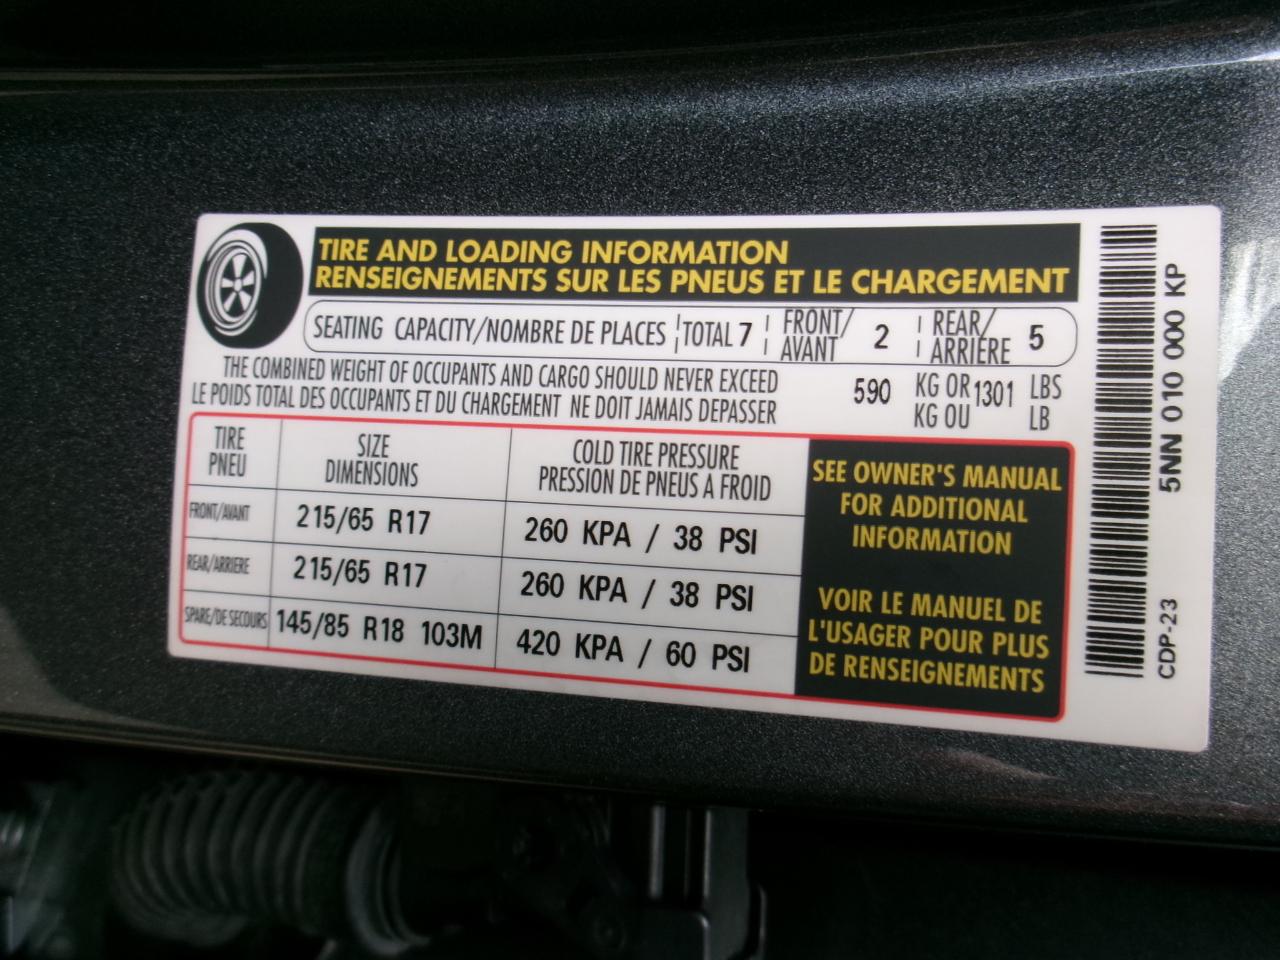 TIRE AND LOADING INFORMATION
RENSEIGNEMENTS SUR LES PNEUS ET LE CHARGEMENT
SEATING CAPACITY/NOMBRE DE PLACES TOTAL 7 FRONT/AVANT 2 REAR/ARRIERE 5
THE COMBINED WEIGHT OF OCCUPANTS AND CARGO SHOULD NEVER EXCEED 590 KG OR 1301 LBS
LE POIDS TOTAL DES OCCUPANTS ET DU CHARGEMENT NE DOIT JAMAIS DEPASSER KG OU LB
TIRE SIZE COLD TIRE PRESSURE
PNEU DIMENSIONS PRESSION DE PNEUS A FROID
FRONT/AVANT 215/65 R17 260 KPA / 38 PSI
REAR/ARRIERE 215/65 R17 260 KPA / 38 PSI
SPARE/DE SECOURS 145/85 R18 103M 420 KPA / 60 PSI
SEE OWNER'S MANUAL
FOR ADDITIONAL
INFORMATION
VOIR LE MANUEL DE
L'USAGER POUR PLUS
DE RENSEIGNEMENTS
5NN 010 000 KP
CDP-23